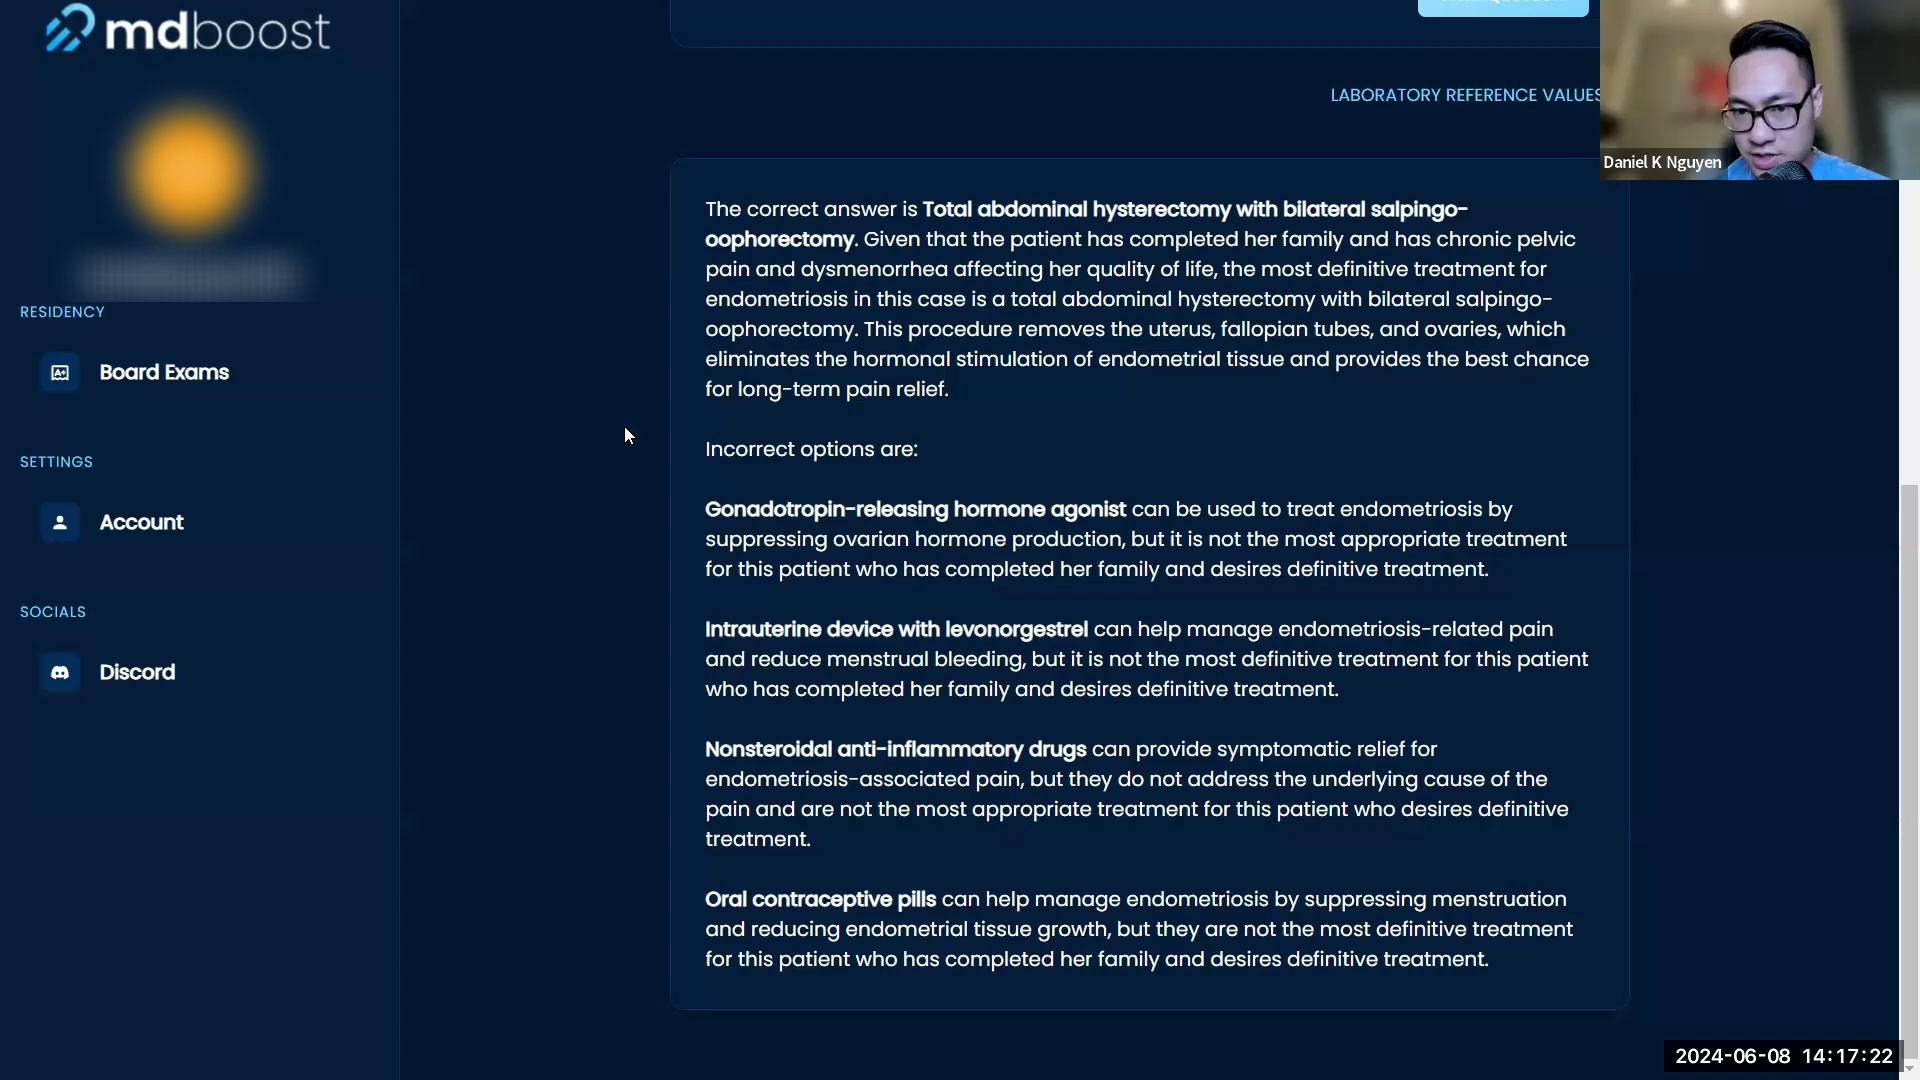 mdboost
LABORATORY REFERENCE VALUES
Daniel K Nguyen
RESIDENCY
Board Exams
SETTINGS
Account
SOCIALS
Discord
The correct answer is Total abdominal hysterectomy with bilateral salpingo-
oophorectomy. Given that the patient has completed her family and has chronic pelvic
pain and dysmenorrhea affecting her quality of life, the most definitive treatment for
endometriosis in this case is a total abdominal hysterectomy with bilateral salpingo-
oophorectomy. This procedure removes the uterus, fallopian tubes, and ovaries, which
eliminates the hormonal stimulation of endometrial tissue and provides the best chance
for long-term pain relief.
Incorrect options are:
Gonadotropin-releasing hormone agonist can be used to treat endometriosis by
suppressing ovarian hormone production, but it is not the most appropriate treatment
for this patient who has completed her family and desires definitive treatment.
Intrauterine device with levonorgestrel can help manage endometriosis-related pain
and reduce menstrual bleeding, but it is not the most definitive treatment for this patient
who has completed her family and desires definitive treatment.
Nonsteroidal anti-inflammatory drugs can provide symptomatic relief for
endometriosis-associated pain, but they do not address the underlying cause of the
pain and are not the most appropriate treatment for this patient who desires definitive
treatment.
Oral contraceptive pills can help manage endometriosis by suppressing menstruation
and reducing endometrial tissue growth, but they are not the most definitive treatment
for this patient who has completed her family and desires definitive treatment.
2024-06-08 14:17:22